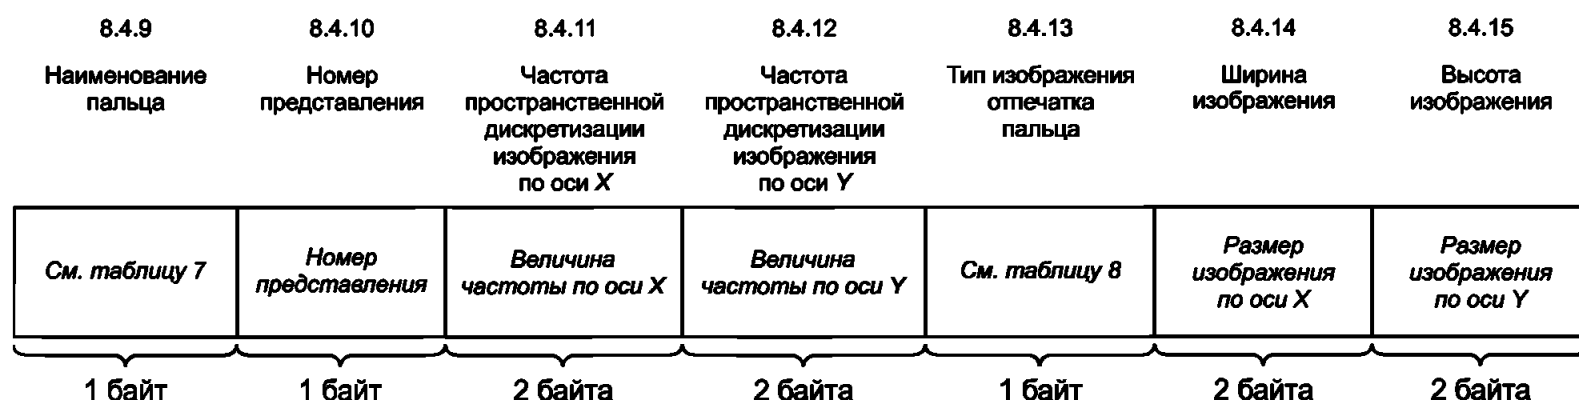 8.4.9 8.4.10 8.4.11 8.4.12 8.4.13 8.4.14 8.4.15
Наименование Номер Частота Частота Тип изображения Ширина Высота
пальца представления пространственной пространственной отпечатка изображения изображения
дискретизации дискретизации пальца
изображения изображения
по оси X по оси Y
См. таблицу 7 Номер Величина Величина См. таблицу 8 Размер Размер
представления частоты по оси X частоты по оси Y изображения изображения
по оси X по оси Y
1 байт 1 байт 2 байта 2 байта 1 байт 2 байта 2 байта